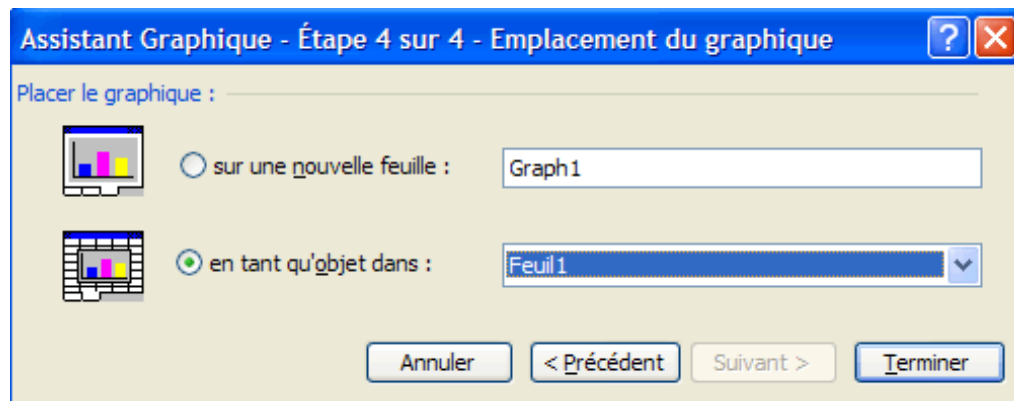 Assistant Graphique - Étape 4 sur 4 - Emplacement du graphique
Placer le graphique :
sur une nouvelle feuille : Graph1
en tant qu'objet dans : Feuil1
Annuler < Précédent Suivant > Terminer